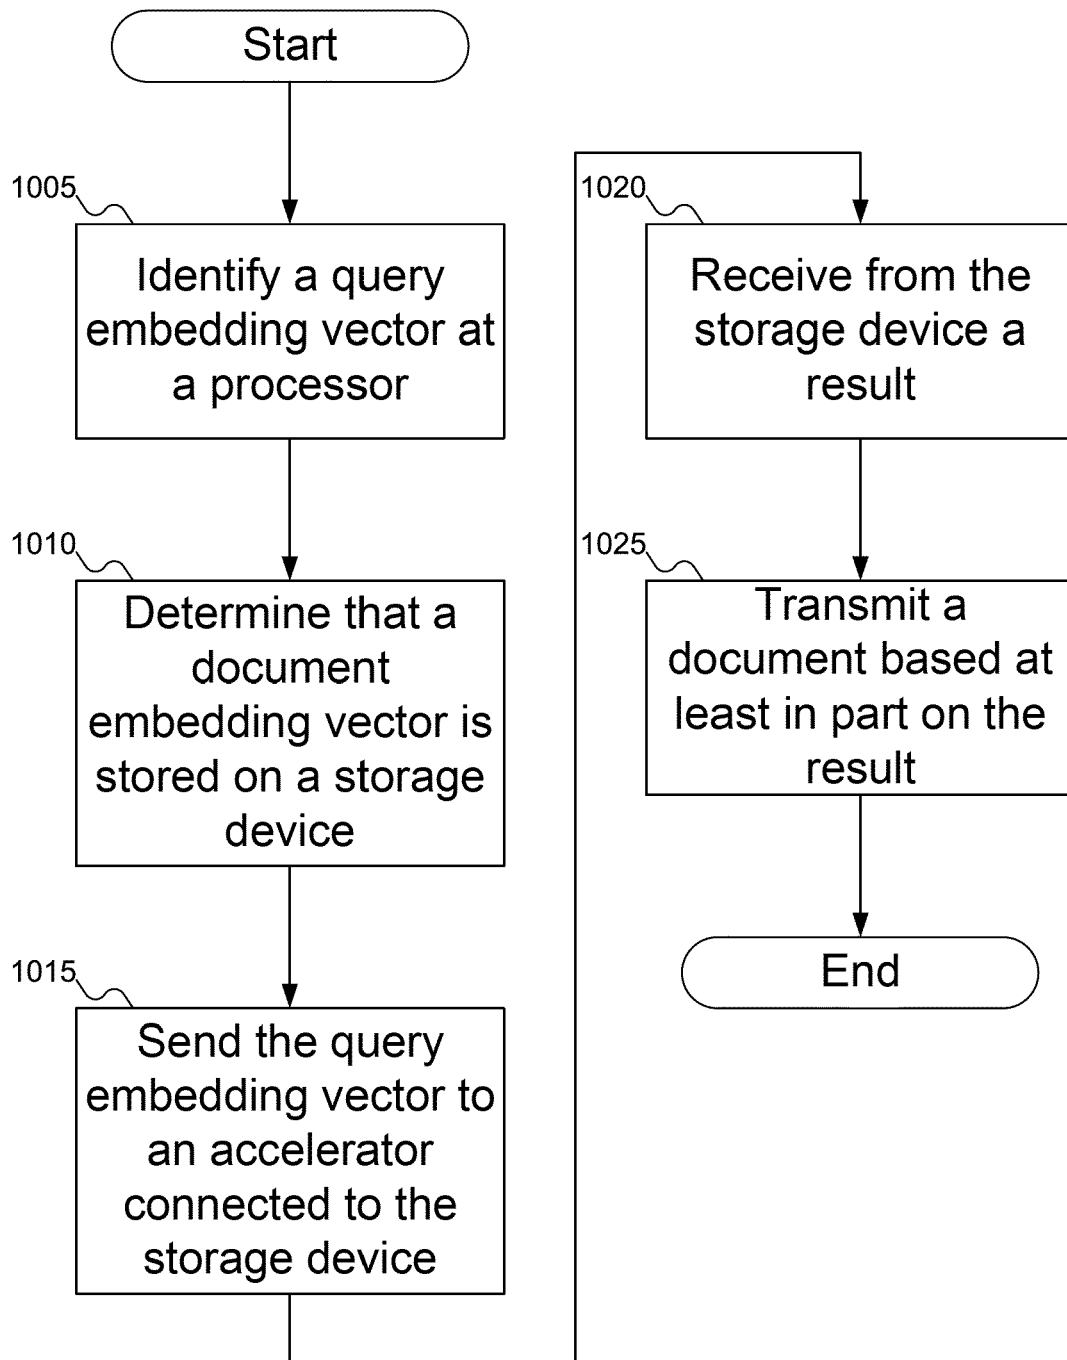 Start
1005
Identify a query
embedding vector at
a processor
1010
Determine that a
document
embedding vector is
stored on a storage
device
1015
Send the query
embedding vector to
an accelerator
connected to the
storage device
1020
Receive from the
storage device a
result
1025
Transmit a
document based at
least in part on the
result
End